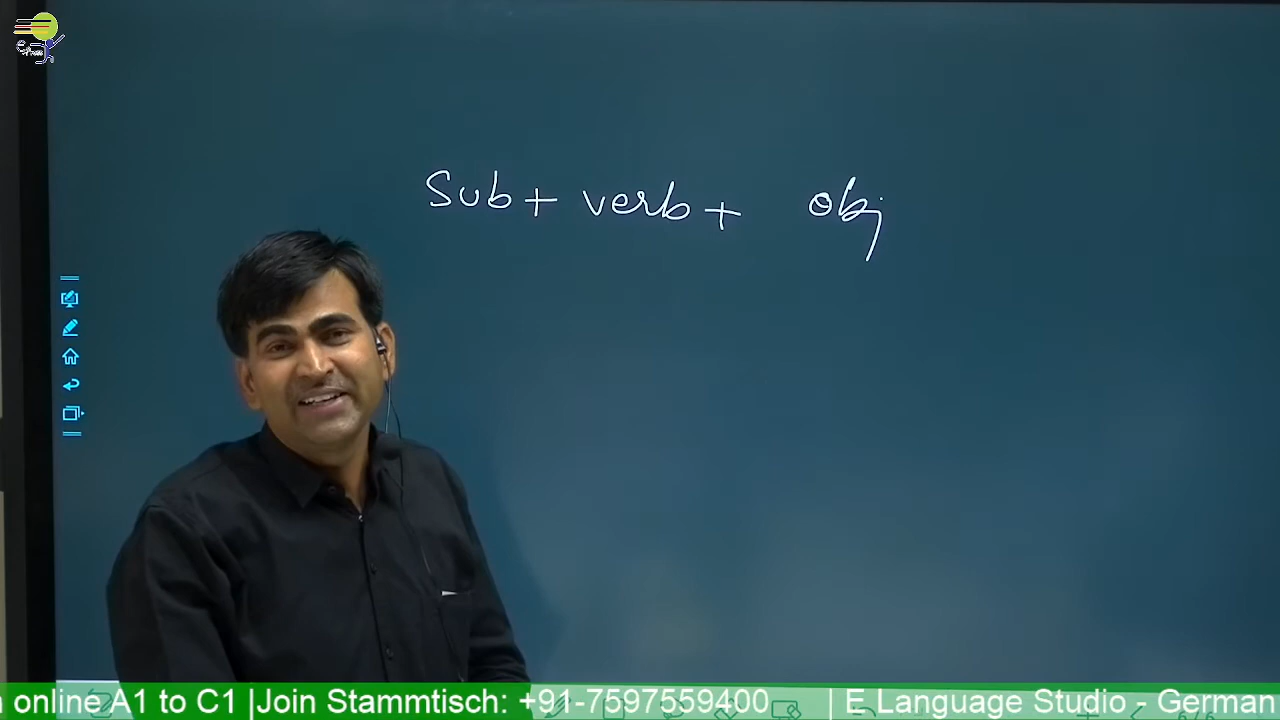 Sub + verb + obj
n online A1 to C1 |Join Stammtisch: +91-7597559400 | E Language Studio - German